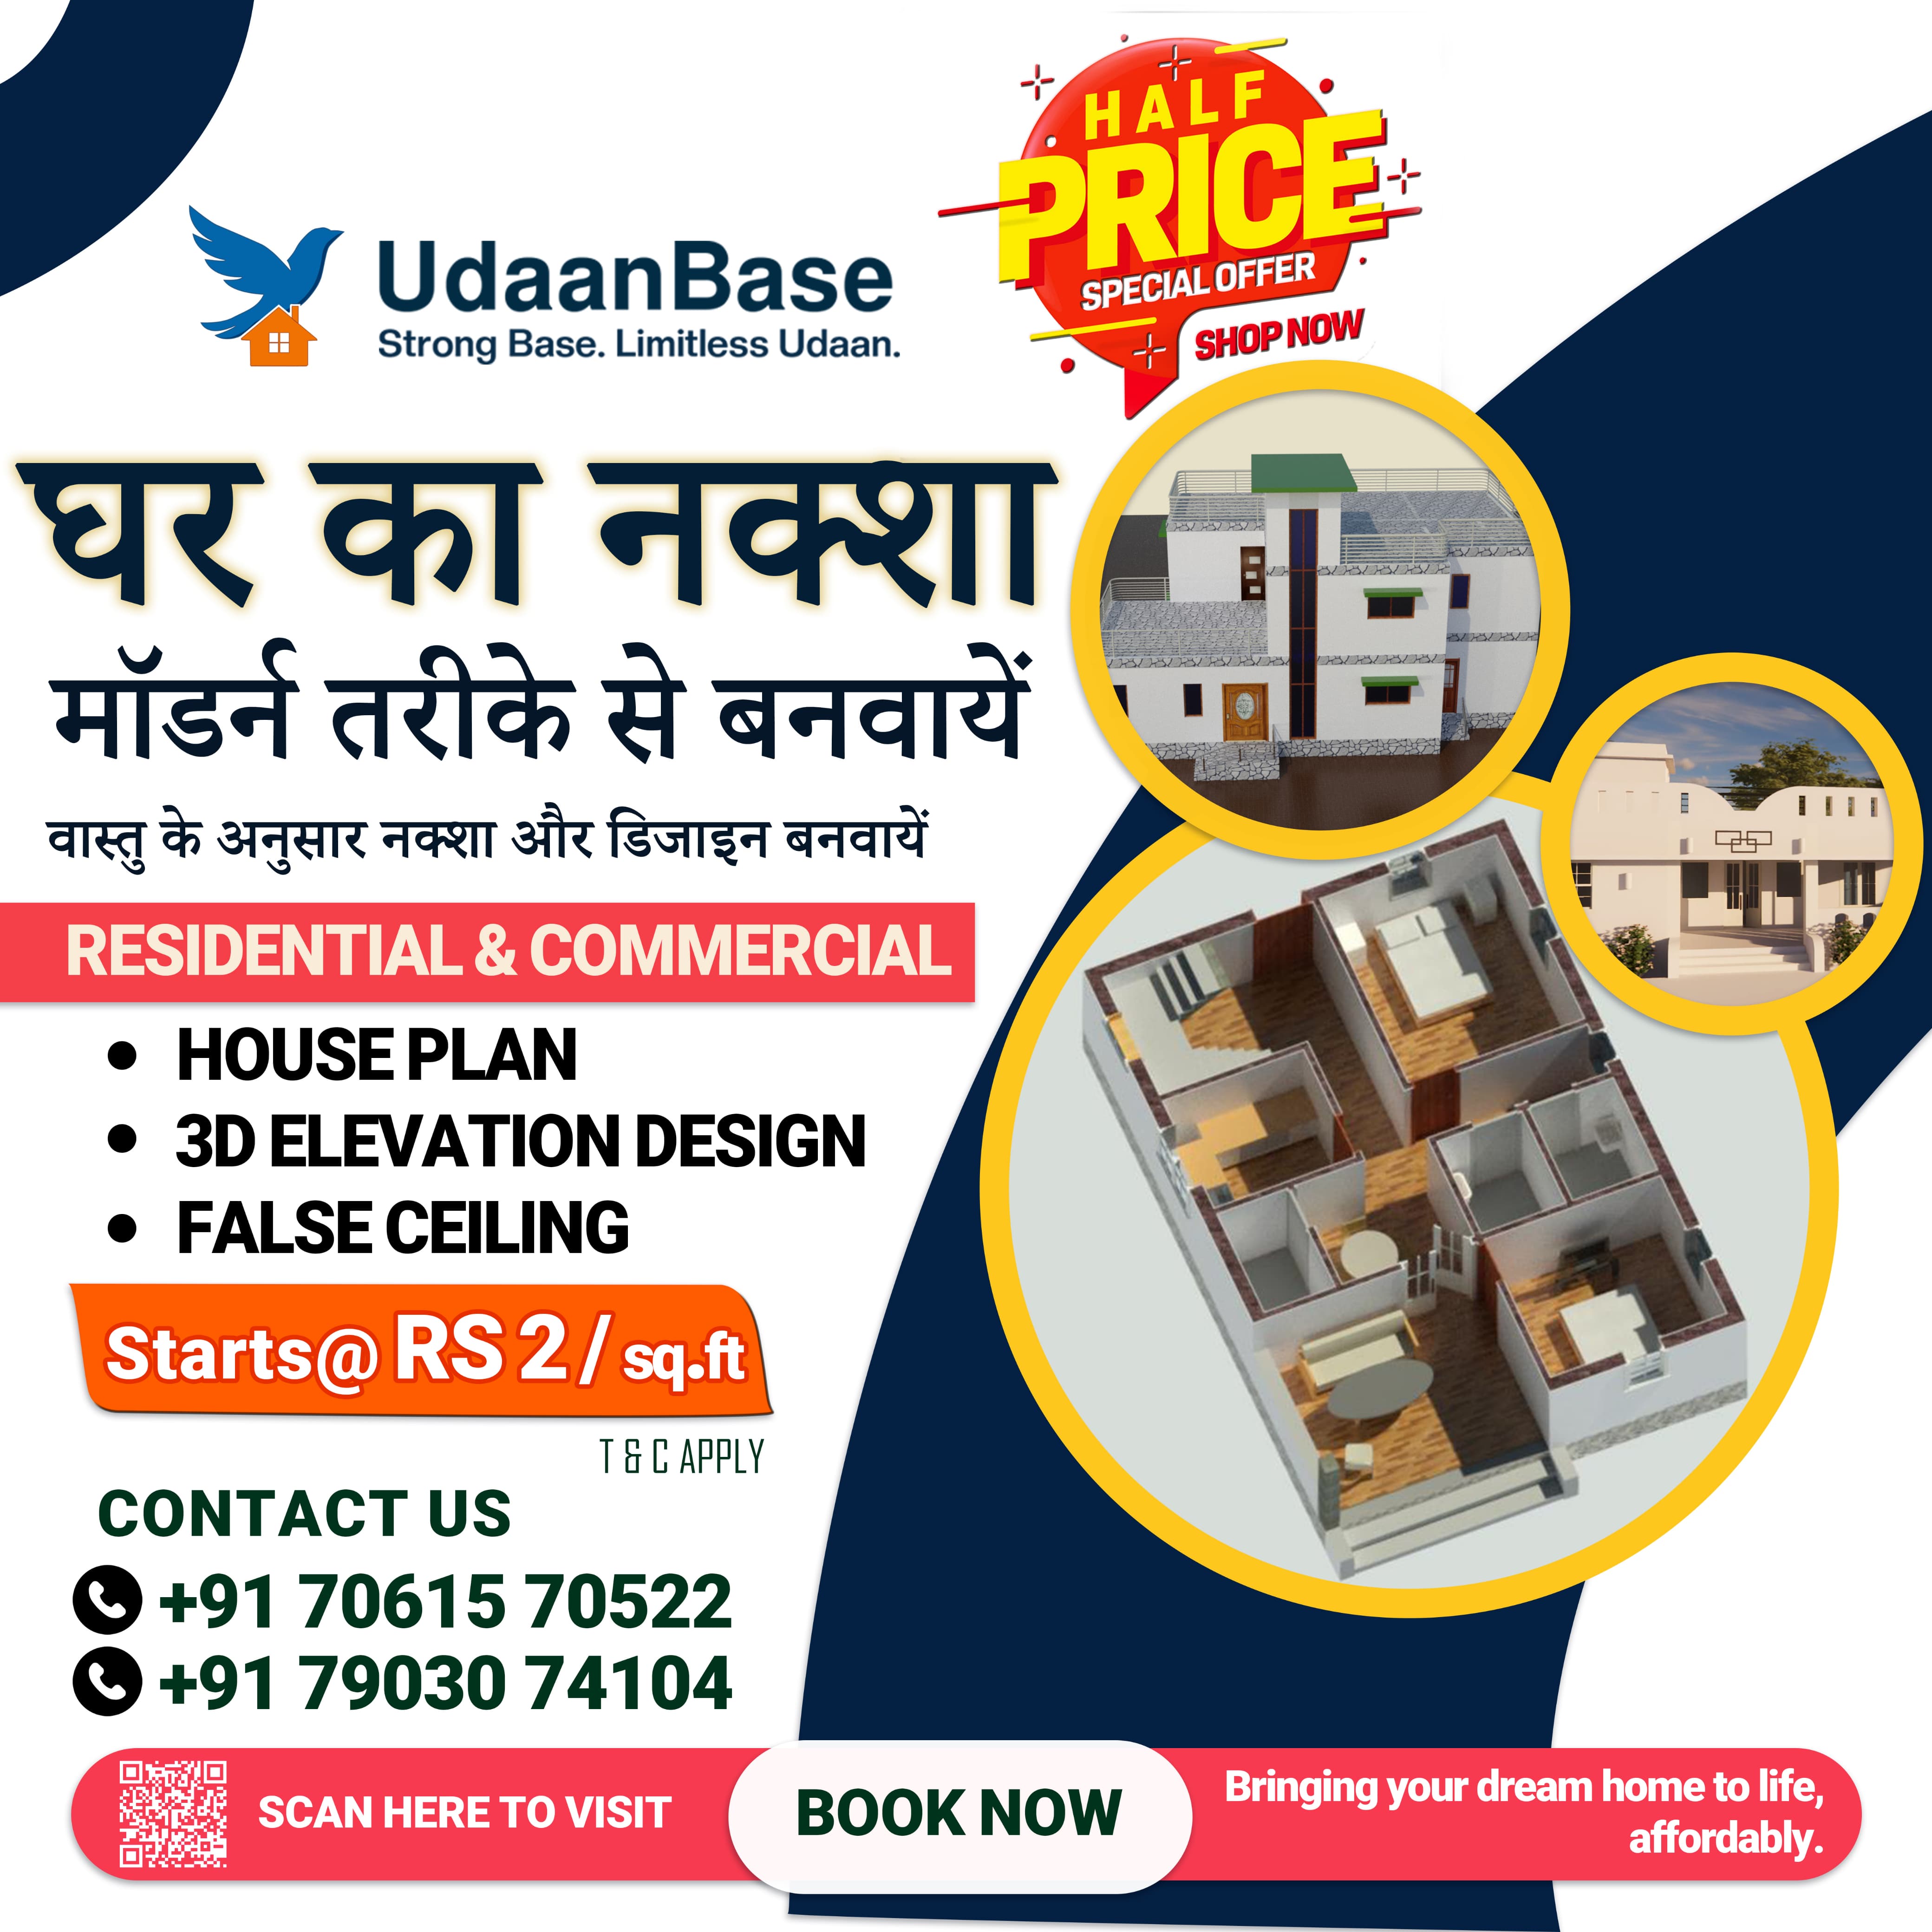 HALF
PRICE
SPECIAL OFFER
SHOP NOW
UdaanBase
Strong Base. Limitless Udaan.
घर का नक्शा
मॉडर्न तरीके से बनवायें
वास्तु के अनुसार नक्शा और डिजाइन बनवायें
RESIDENTIAL & COMMERCIAL
• HOUSE PLAN
• 3D ELEVATION DESIGN
• FALSE CEILING
Starts@ RS 2 / sq.ft
T & C APPLY
CONTACT US
+91 70615 70522
+91 79030 74104
SCAN HERE TO VISIT
BOOK NOW
Bringing your dream home to life,
affordably.